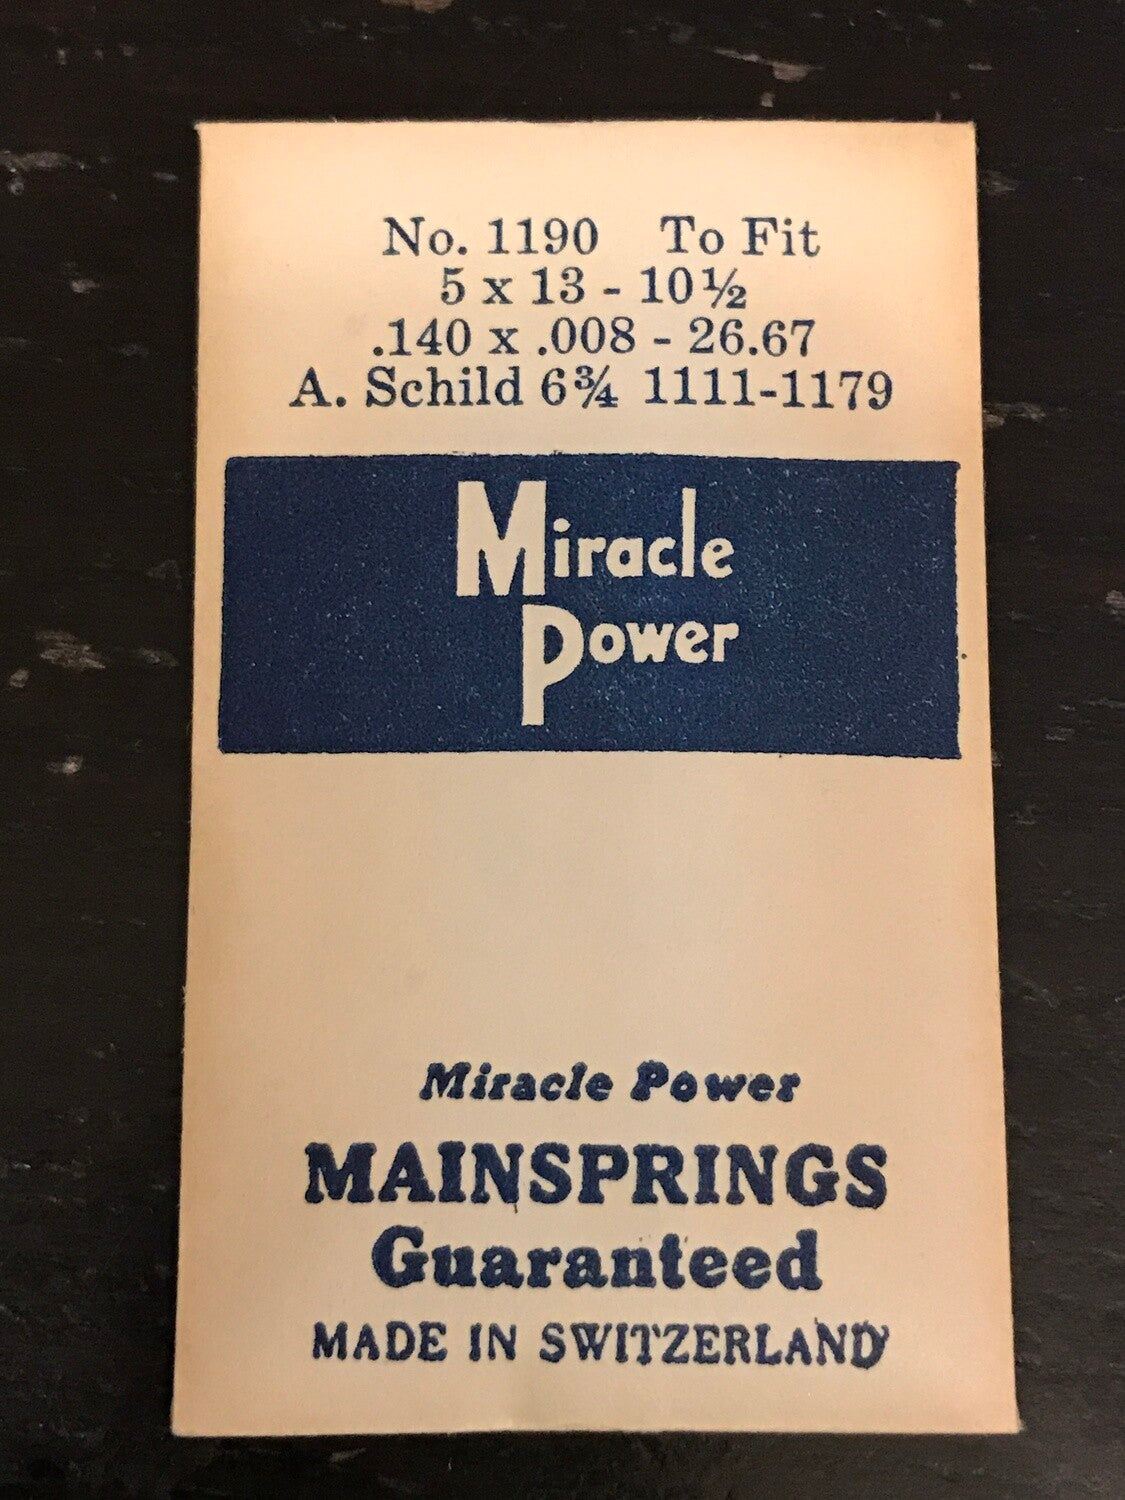 No. 1190 To Fit
5 x 13 - 10½
.140 x .008 - 26.67
A. Schild 6¾ 1111-1179
Miracle
Power
Miracle Power
MAINSPRINGS
Guaranteed
MADE IN SWITZERLAND